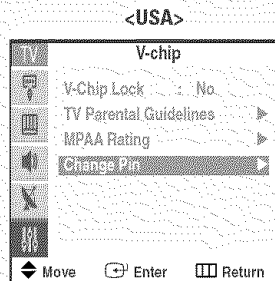 <USA>
TV
V-chip
V-Chip Lock : No
TV Parental Guidelines
MPAA Rating
Change Pin
Move Enter Return